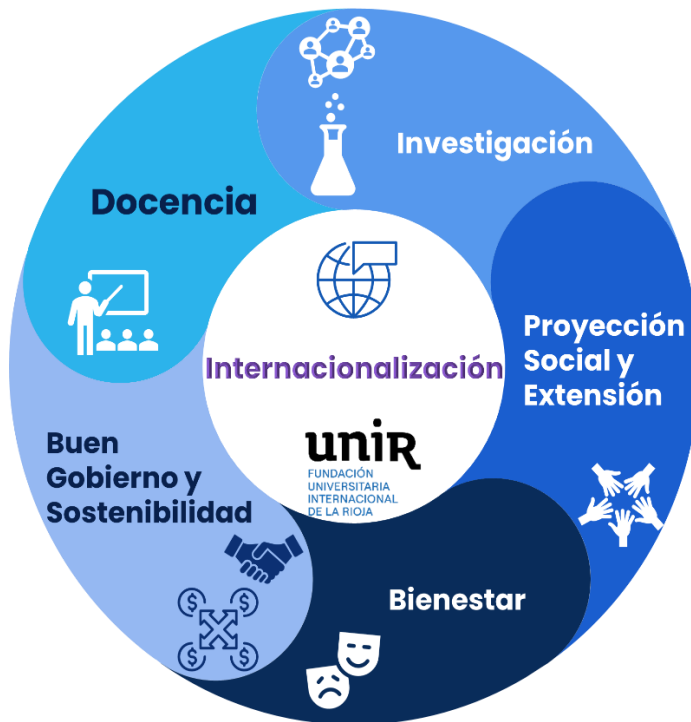 Investigación
Docencia
Proyección
Social y
Extensión
Internacionalización
Buen
Gobierno y
Sostenibilidad
unir
FUNDACIÓN
UNIVERSITARIA
INTERNACIONAL
DE LA RIOJA
Bienestar
$ $
$ $